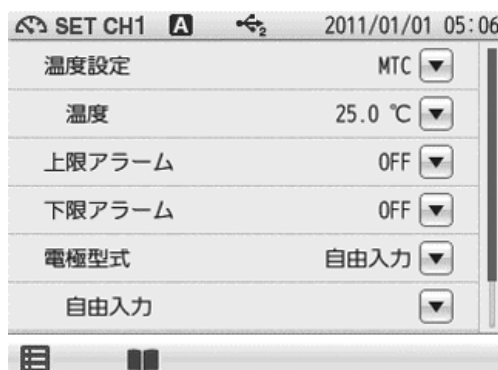 SET CH1 A 2 2011/01/01 05:06
温度設定 MTC
温度 25.0 ℃
上限アラーム OFF
下限アラーム OFF
電極型式 自由入力
自由入力